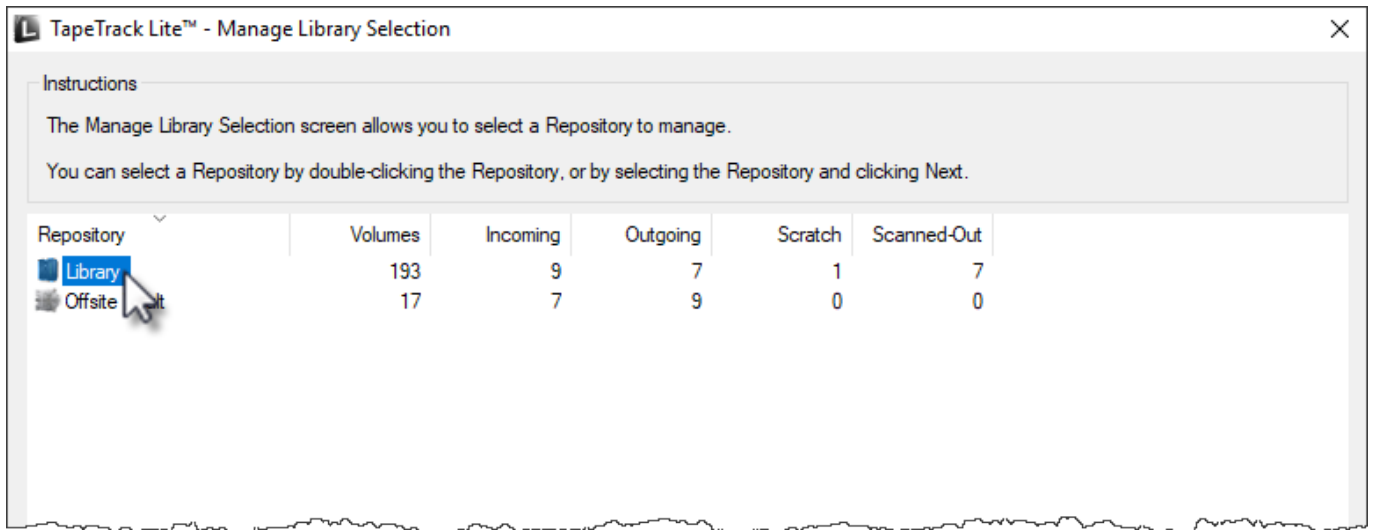 TapeTrack Lite™ - Manage Library Selection
Instructions
The Manage Library Selection screen allows you to select a Repository to manage.
You can select a Repository by double-clicking the Repository, or by selecting the Repository and clicking Next.
Repository Volumes Incoming Outgoing Scratch Scanned-Out
Library 193 9 7 1 7
Offsite 17 7 9 0 0